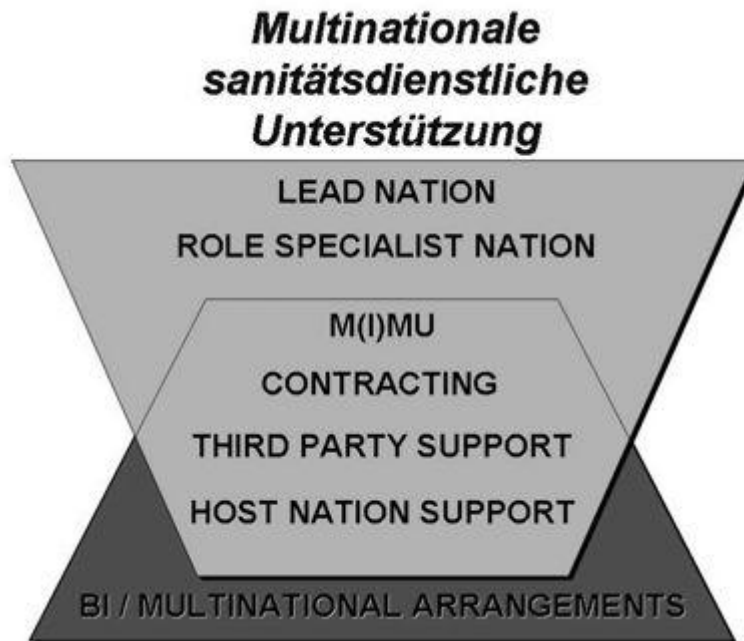 Multinationale
sanitätsdienstliche
Unterstützung
LEAD NATION
ROLE SPECIALIST NATION
M(I)MU
CONTRACTING
THIRD PARTY SUPPORT
HOST NATION SUPPORT
BI / MULTINATIONAL ARRANGEMENTS